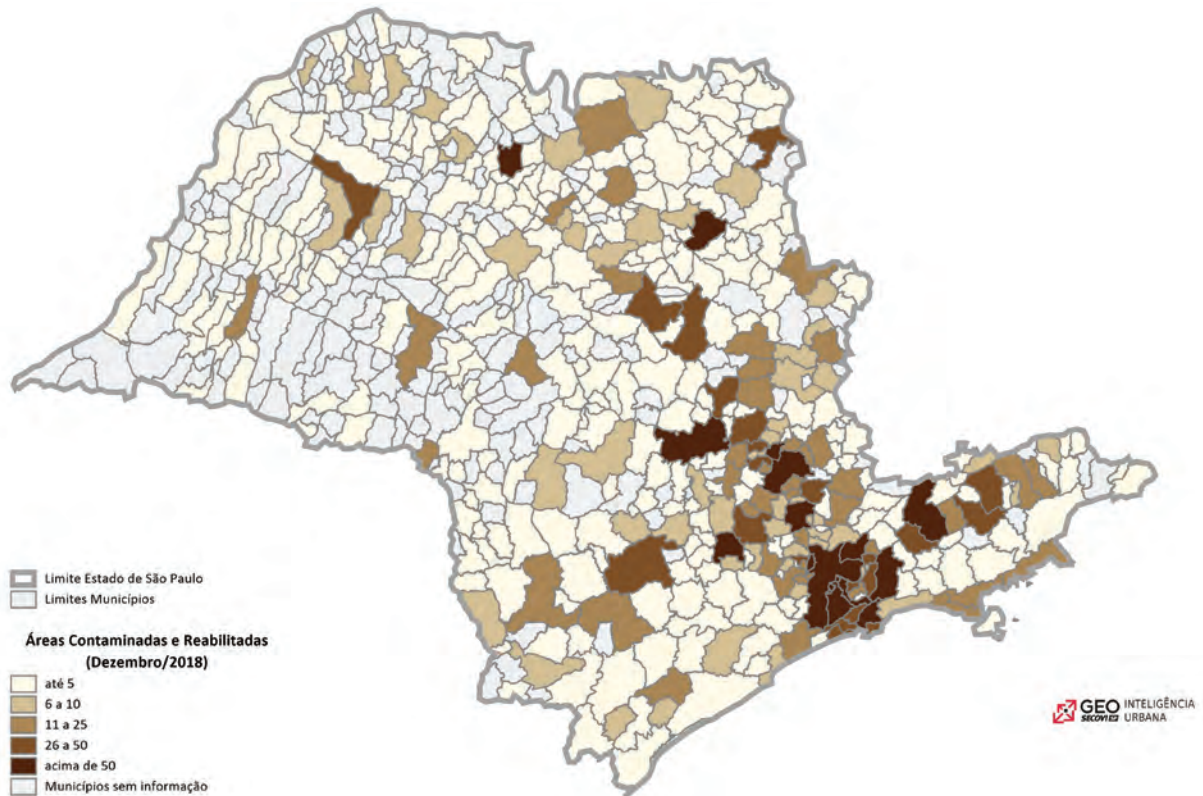 Limite Estado de São Paulo
Limites Municípios
Áreas Contaminadas e Reabilitadas
(Dezembro/2018)
até 5
6 a 10
11 a 25
26 a 50
acima de 50
Municípios sem informação
GEO INTELIGÊNCIA
SECOVI URBANA